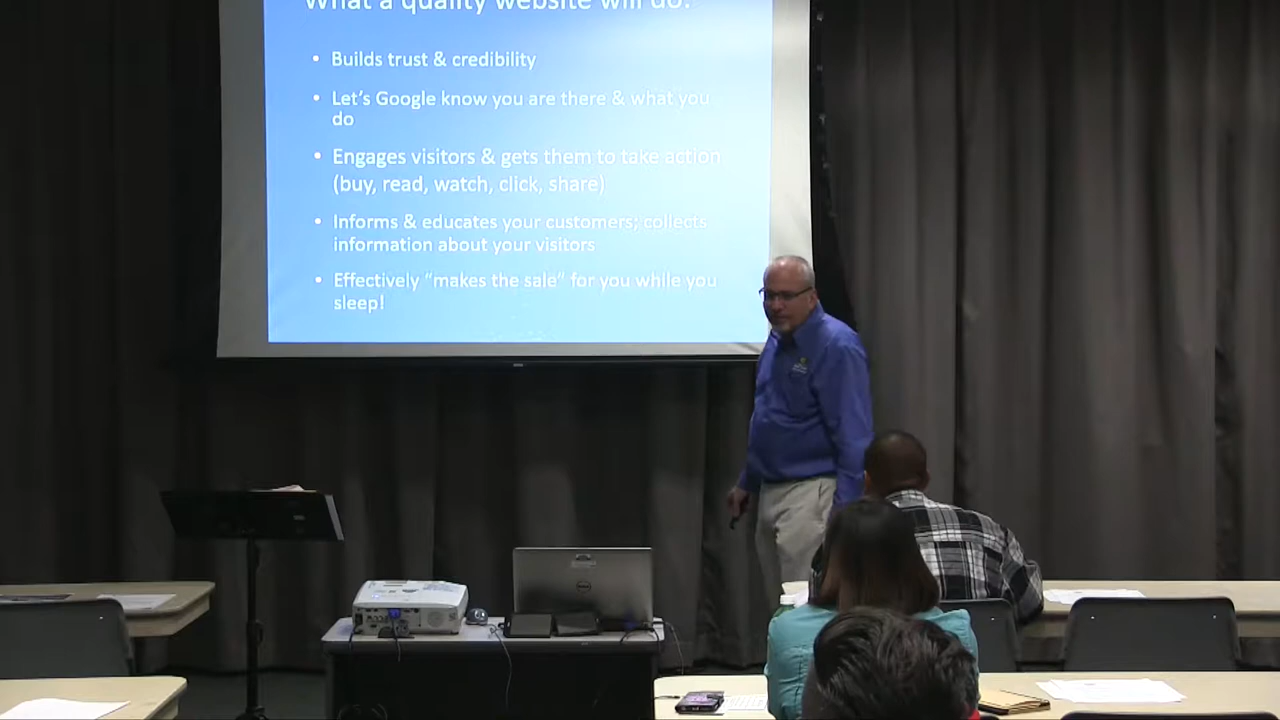 What a quality website will do:
• Builds trust & credibility
• Let's Google know you are there & what you
do
• Engages visitors & gets them to take action
(buy, read, watch, click, share)
• Informs & educates your customers; collects
information about your visitors
• Effectively “makes the sale” for you while you
sleep!
DELL